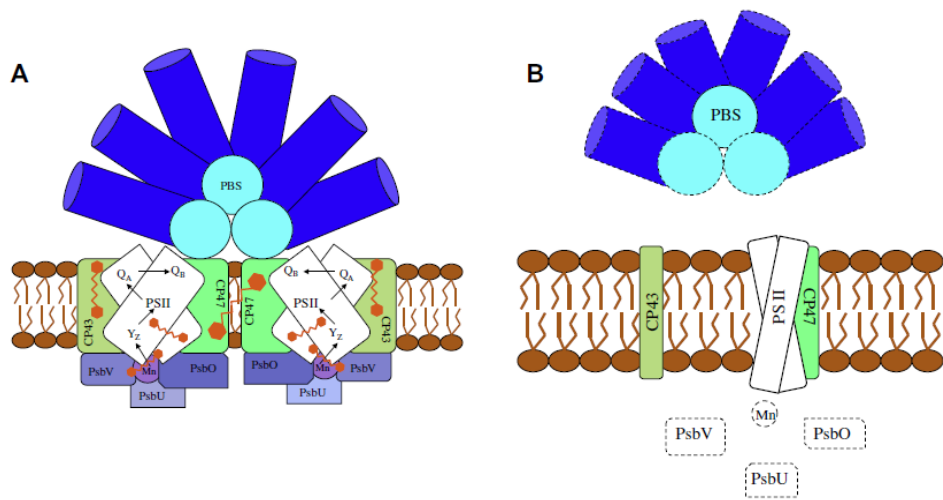 A
PBS
QA
QB
QB
QA
PSII
PSII
CP43
CP47
CP47
CP43
YZ
YZ
PsbV
Mn
PsbO
PsbO
Mn
PsbV
PsbU
PsbU
B
PBS
CP43
PS II
CP47
Mn
PsbV
PsbO
PsbU